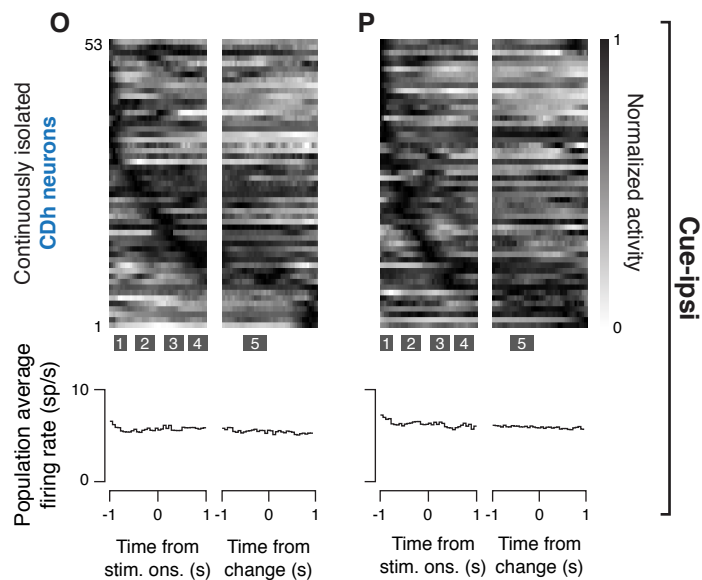 O
P
53
1
Continuously isolated
CDh neurons
1 2 3 4 5
1 2 3 4 5
1
0
Normalized activity
Cue-ipsi
Population average
firing rate (sp/s)
10
0
-1 0 1 -1 0 1
-1 0 1 -1 0 1
Time from
stim. ons. (s)
Time from
change (s)
Time from
stim. ons. (s)
Time from
change (s)